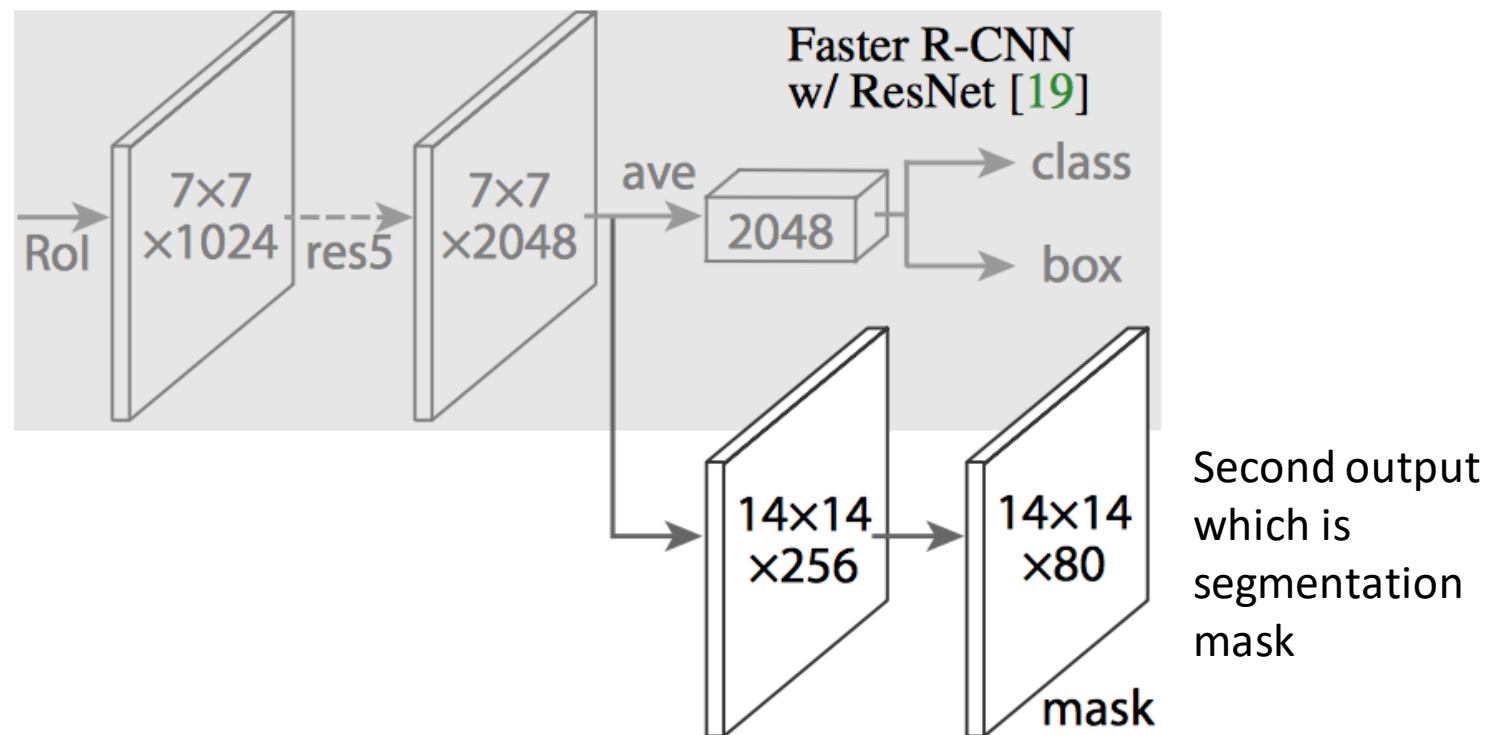 Faster R-CNN
w/ ResNet [19]
RoI
7×7
×1024
res5
7×7
×2048
ave
2048
class
box
14×14
×256
14×14
×80
mask
Second output
which is
segmentation
mask